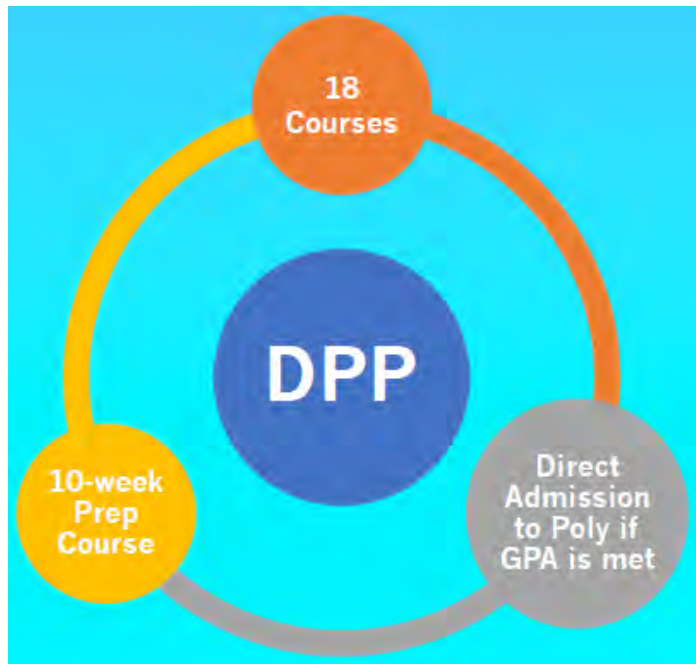 18
Courses
DPP
10-week
Prep
Course
Direct
Admission
to Poly if
GPA is met